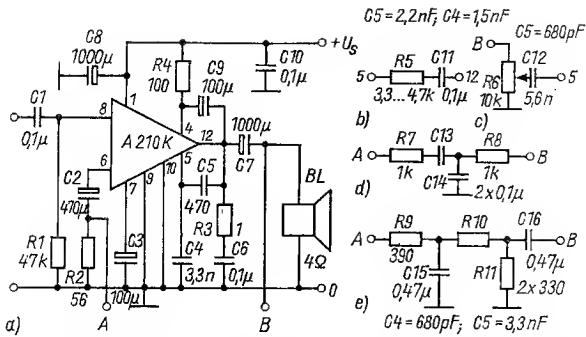 C5=2,2nF, C4=1,5nF
C8
1000µ
+Us
R4
100
C9
100µ
C10
0,1µ
C1
0,1µ
8
1
4
12
A210K
6
7
9
10
5
1000µ
C7
C2
470µ
C5
470
R3
1
BL
4Ω
R1
47k
R2
56
C3
100µ
C4
3,3n
C6
0,1µ
0
a)
A
B
5
R5
3,3...4,7k
C11
12
0,1µ
b)
C5=680pF
B
R6
10k
C12
5,6n
5
c)
A
R7
1k
C13
R8
1k
B
C14
2x0,1µ
d)
A
R9
390
R10
C16
0,47µ
B
C15
0,47µ
R11
2x330
e)
C4=680pF; C5=3,3nF